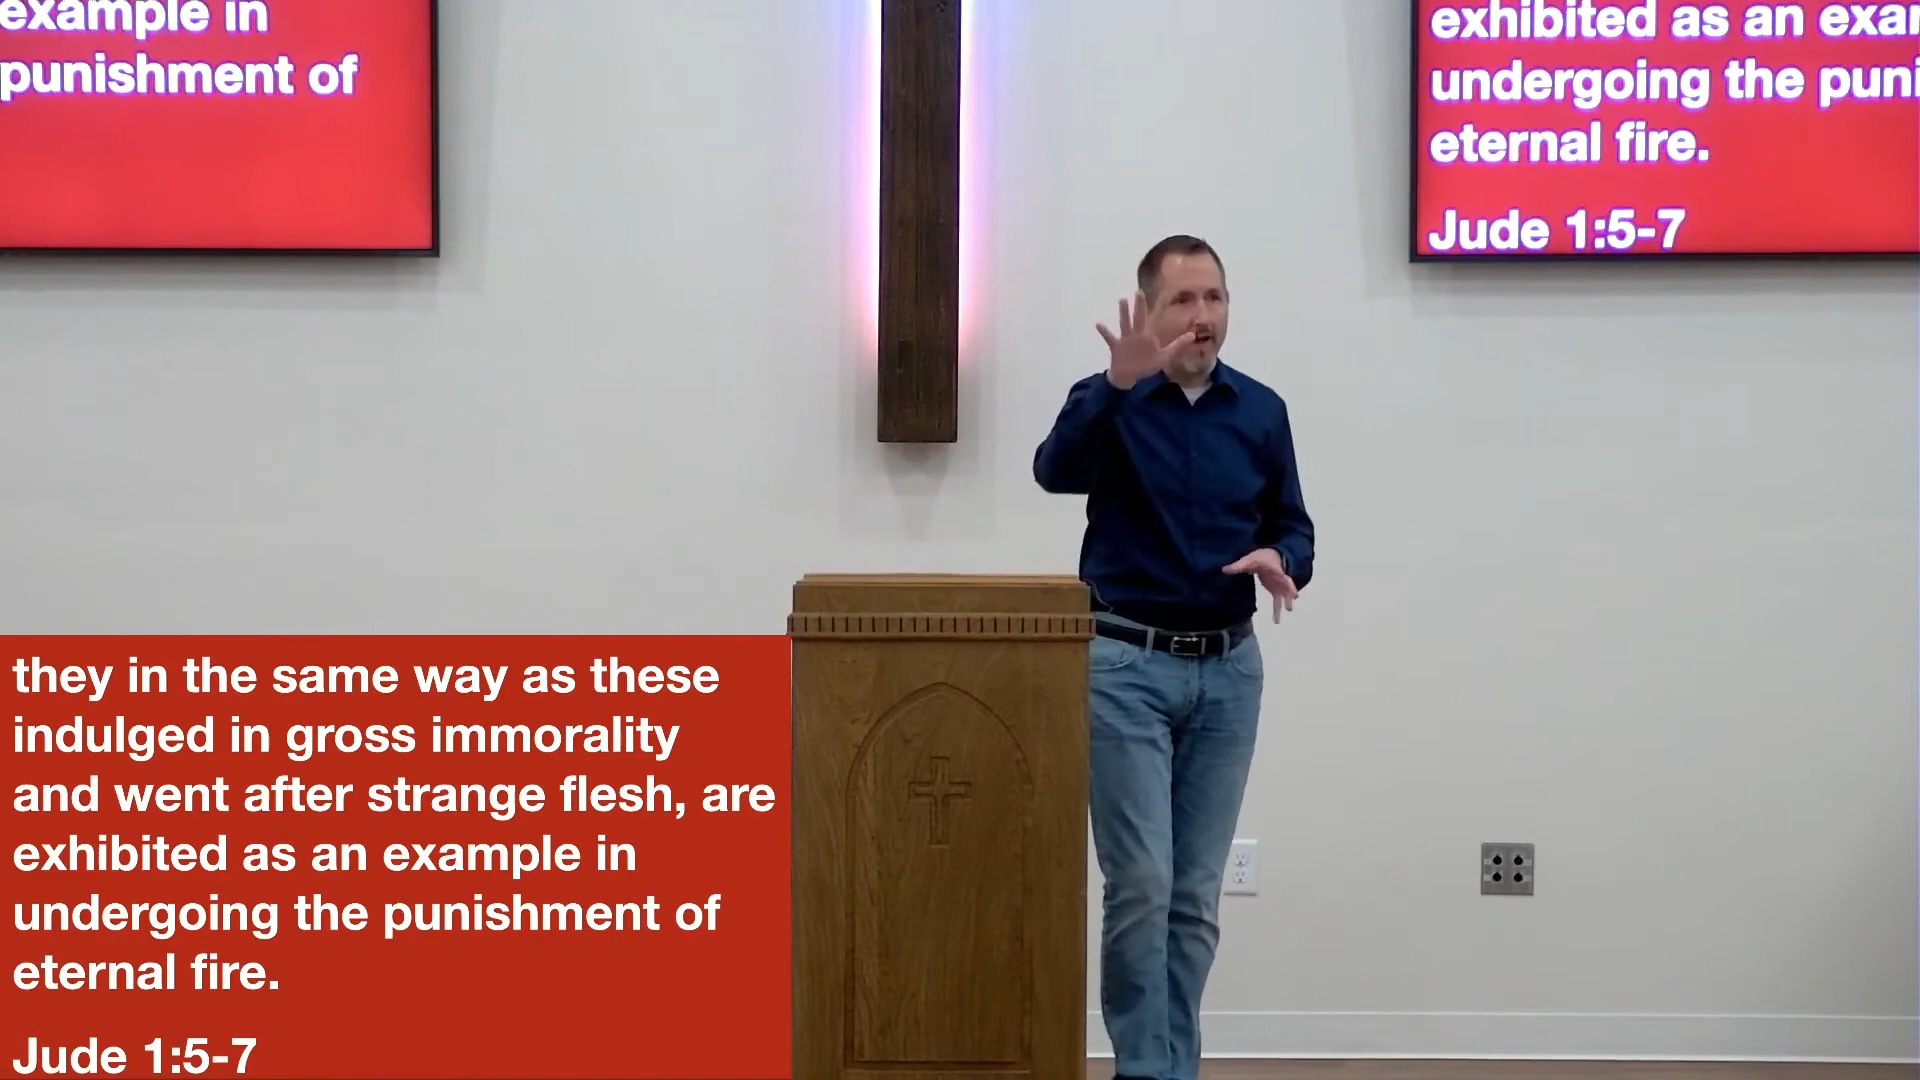 example in
punishment of
exhibited as an exa
undergoing the puni
eternal fire.
Jude 1:5-7
they in the same way as these
indulged in gross immorality
and went after strange flesh, are
exhibited as an example in
undergoing the punishment of
eternal fire.
Jude 1:5-7